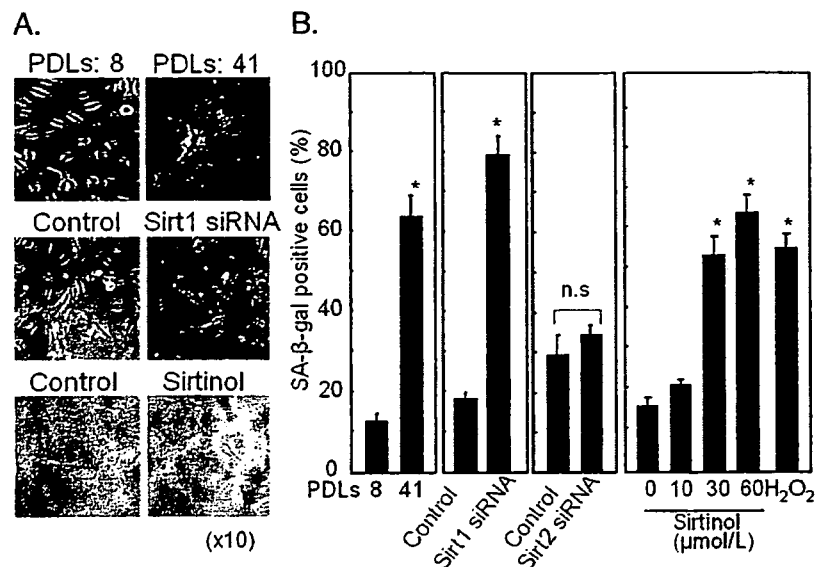 A.
PDLs: 8 PDLs: 41
Control Sirt1 siRNA
Control Sirtinol
(x10)
B.
SA-β-gal positive cells (%)
100
80
60
40
20
0
* * n.s * * *
PDLs 8 41
Control Sirt1 siRNA
Control Sirt2 siRNA
0 10 30 60 H₂O₂
Sirtinol
(μmol/L)